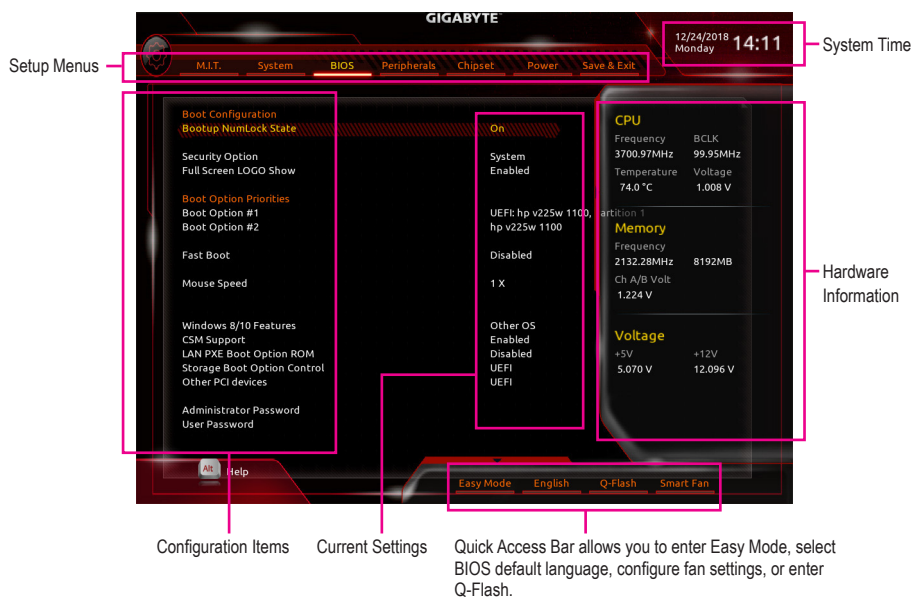 GIGABYTE
12/24/2018 14:11
Monday
System Time
Setup Menus
M.I.T. System BIOS Peripherals Chipset Power Save & Exit
Boot Configuration
Bootup NumLock State On
Security Option System
Full Screen LOGO Show Enabled
Boot Option Priorities
Boot Option #1 UEFI: hp v225w 1100, artition 1
Boot Option #2 hp v225w 1100
Fast Boot Disabled
Mouse Speed 1 X
Windows 8/10 Features Other OS
CSM Support Enabled
LAN PXE Boot Option ROM Disabled
Storage Boot Option Control UEFI
Other PCI devices UEFI
Administrator Password
User Password
CPU
Frequency BCLK
3700.97MHz 99.95MHz
Temperature Voltage
74.0 °C 1.008 V
Memory
Frequency
2132.28MHz 8192MB
Ch A/B Volt
1.224 V
Voltage
+5V +12V
5.070 V 12.096 V
Hardware
Information
Alt Help
Easy Mode English Q-Flash Smart Fan
Configuration Items
Current Settings
Quick Access Bar allows you to enter Easy Mode, select
BIOS default language, configure fan settings, or enter
Q-Flash.